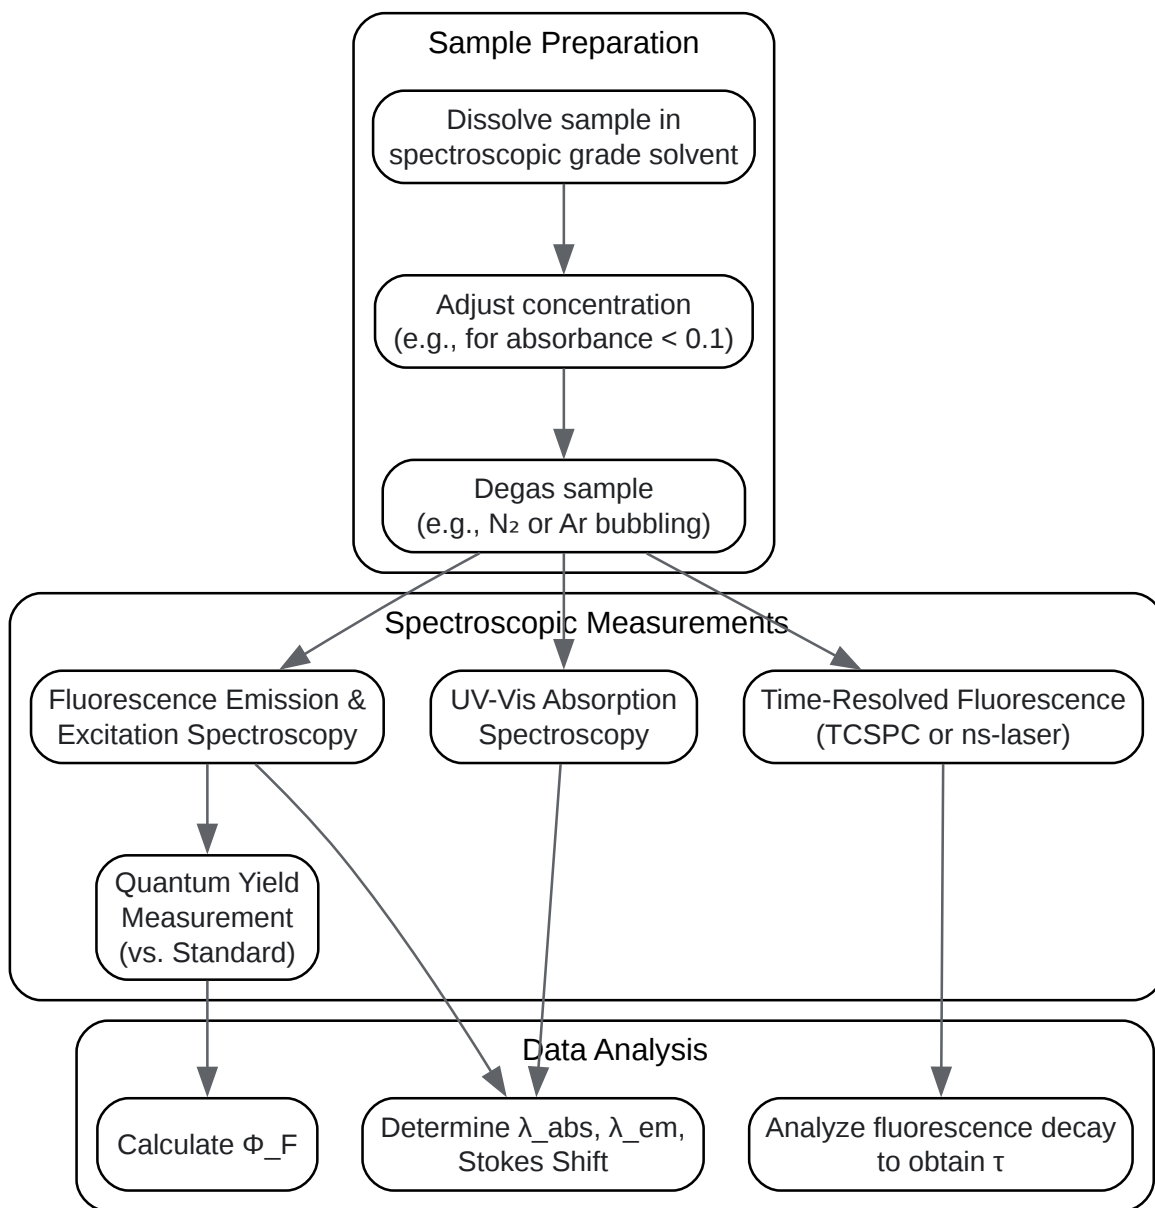 Sample Preparation
Dissolve sample in
spectroscopic grade solvent
Adjust concentration
(e.g., for absorbance < 0.1)
Degas sample
(e.g., N₂ or Ar bubbling)
Spectroscopic Measurements
Fluorescence Emission &
Excitation Spectroscopy
UV-Vis Absorption
Spectroscopy
Time-Resolved Fluorescence
(TCSPC or ns-laser)
Quantum Yield
Measurement
(vs. Standard)
Data Analysis
Calculate Φ_F
Determine λ_abs, λ_em,
Stokes Shift
Analyze fluorescence decay
to obtain τ